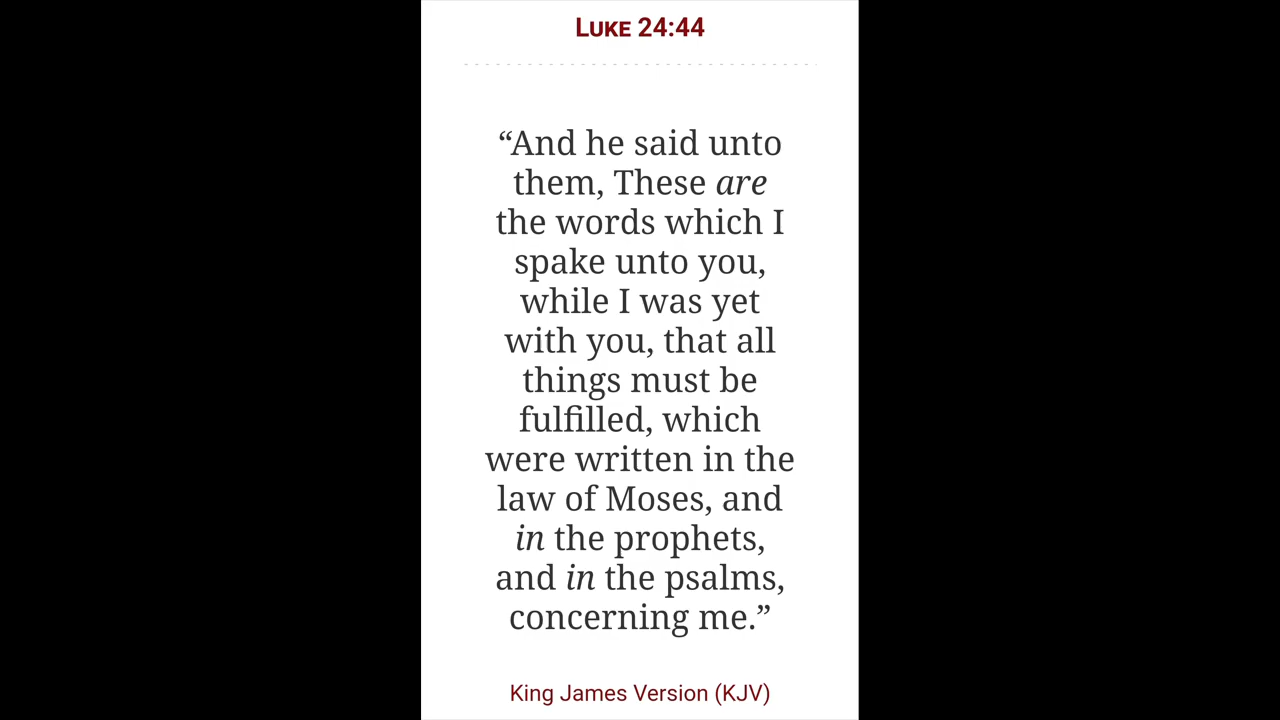 Luke 24:44
“And he said unto
them, These are
the words which I
spake unto you,
while I was yet
with you, that all
things must be
fulfilled, which
were written in the
law of Moses, and
in the prophets,
and in the psalms,
concerning me.”
King James Version (KJV)